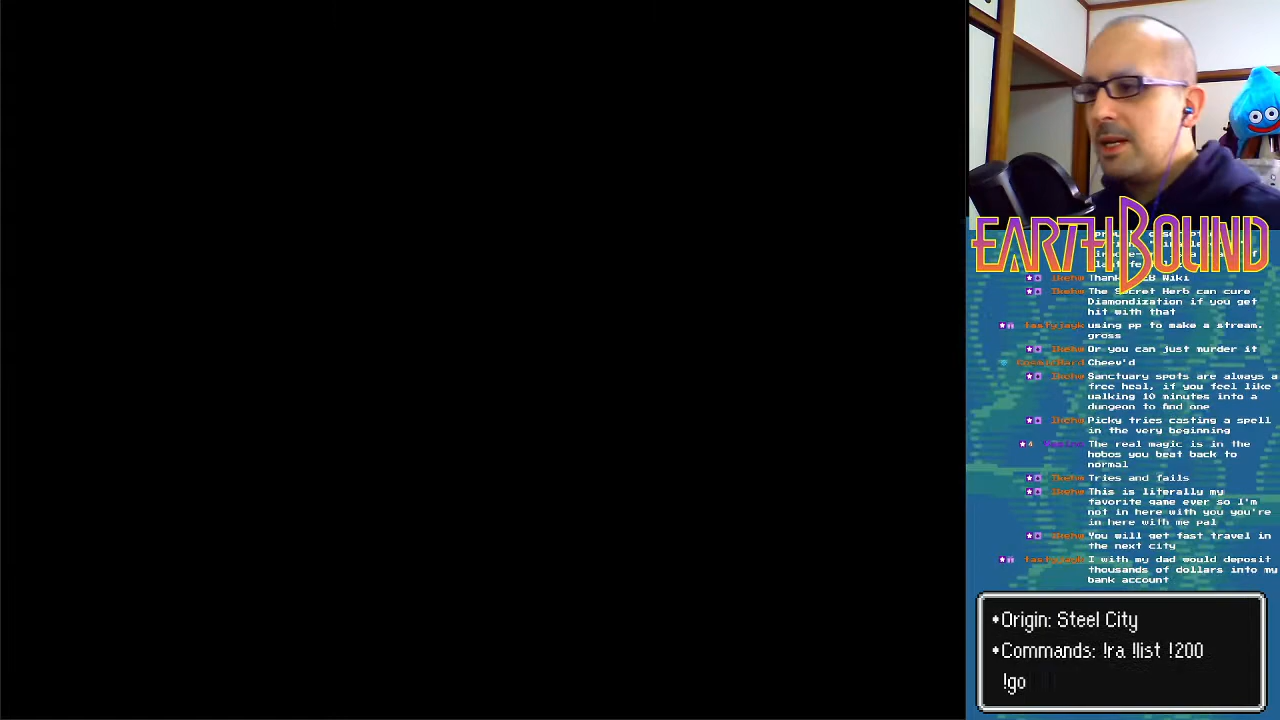 EARTHBOUND
Wiki
The Secret Herb can cure
Diamondization if you get
hit with that
tastyjayk using pp to make a stream.
gross
Or you can just murder it
Cheev'd
Sanctuary spots are always a
free heal, if you feel like
walking 10 minutes into a
dungeon to find one
Picky tries casting a spell
in the very beginning
The real magic is in the
hobos you beat back to
normal
Tries and fails
This is literally my
favorite game ever so I'm
not in here with you you're
in here with me pal
You will get fast travel in
the next city
tastyjayk I with my dad would deposit
thousands of dollars into my
bank account
•Origin: Steel City
•Commands: !ra !list !200
!go